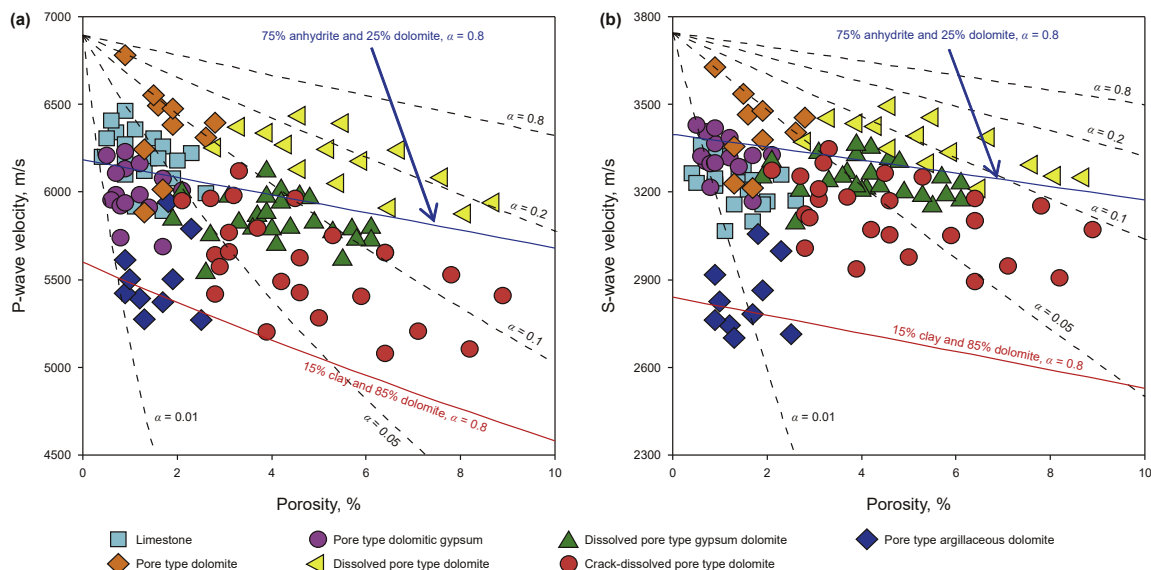 (a)
75% anhydrite and 25% dolomite, α = 0.8
P-wave velocity, m/s
7000
6500
6000
5500
5000
4500
0
2
4
6
8
10
Porosity, %
α = 0.8
α = 0.2
α = 0.1
α = 0.05
α = 0.01
15% clay and 85% dolomite, α = 0.8
(b)
75% anhydrite and 25% dolomite, α = 0.8
S-wave velocity, m/s
3800
3500
3200
2900
2600
2300
0
2
4
6
8
10
Porosity, %
α = 0.8
α = 0.2
α = 0.1
α = 0.05
α = 0.01
15% clay and 85% dolomite, α = 0.8
Limestone
Pore type dolomitic gypsum
Dissolved pore type gypsum dolomite
Pore type argillaceous dolomite
Pore type dolomite
Dissolved pore type dolomite
Crack-dissolved pore type dolomite